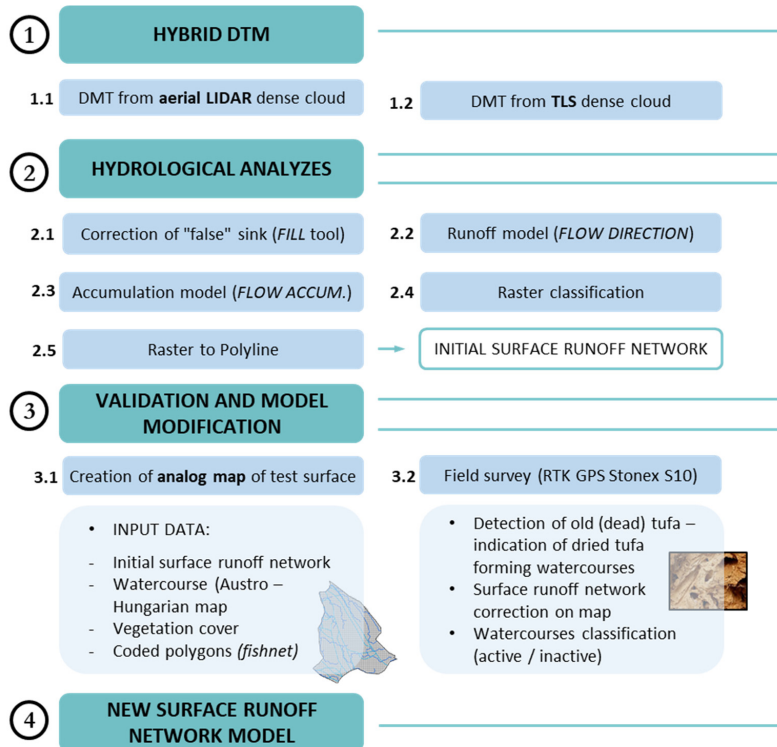 1
HYBRID DTM
1.1
DMT from aerial LIDAR dense cloud
1.2
DMT from TLS dense cloud
2
HYDROLOGICAL ANALYZES
2.1
Correction of "false" sink (FILL tool)
2.2
Runoff model (FLOW DIRECTION)
2.3
Accumulation model (FLOW ACCUM.)
2.4
Raster classification
2.5
Raster to Polyline
INITIAL SURFACE RUNOFF NETWORK
3
VALIDATION AND MODEL
MODIFICATION
3.1
Creation of analog map of test surface
3.2
Field survey (RTK GPS Stonex S10)
• INPUT DATA:
- Initial surface runoff network
- Watercourse (Austro –
Hungarian map
- Vegetation cover
- Coded polygons (fishnet)
• Detection of old (dead) tufa –
indication of dried tufa
forming watercourses
• Surface runoff network
correction on map
• Watercourses classification
(active / inactive)
4
NEW SURFACE RUNOFF
NETWORK MODEL